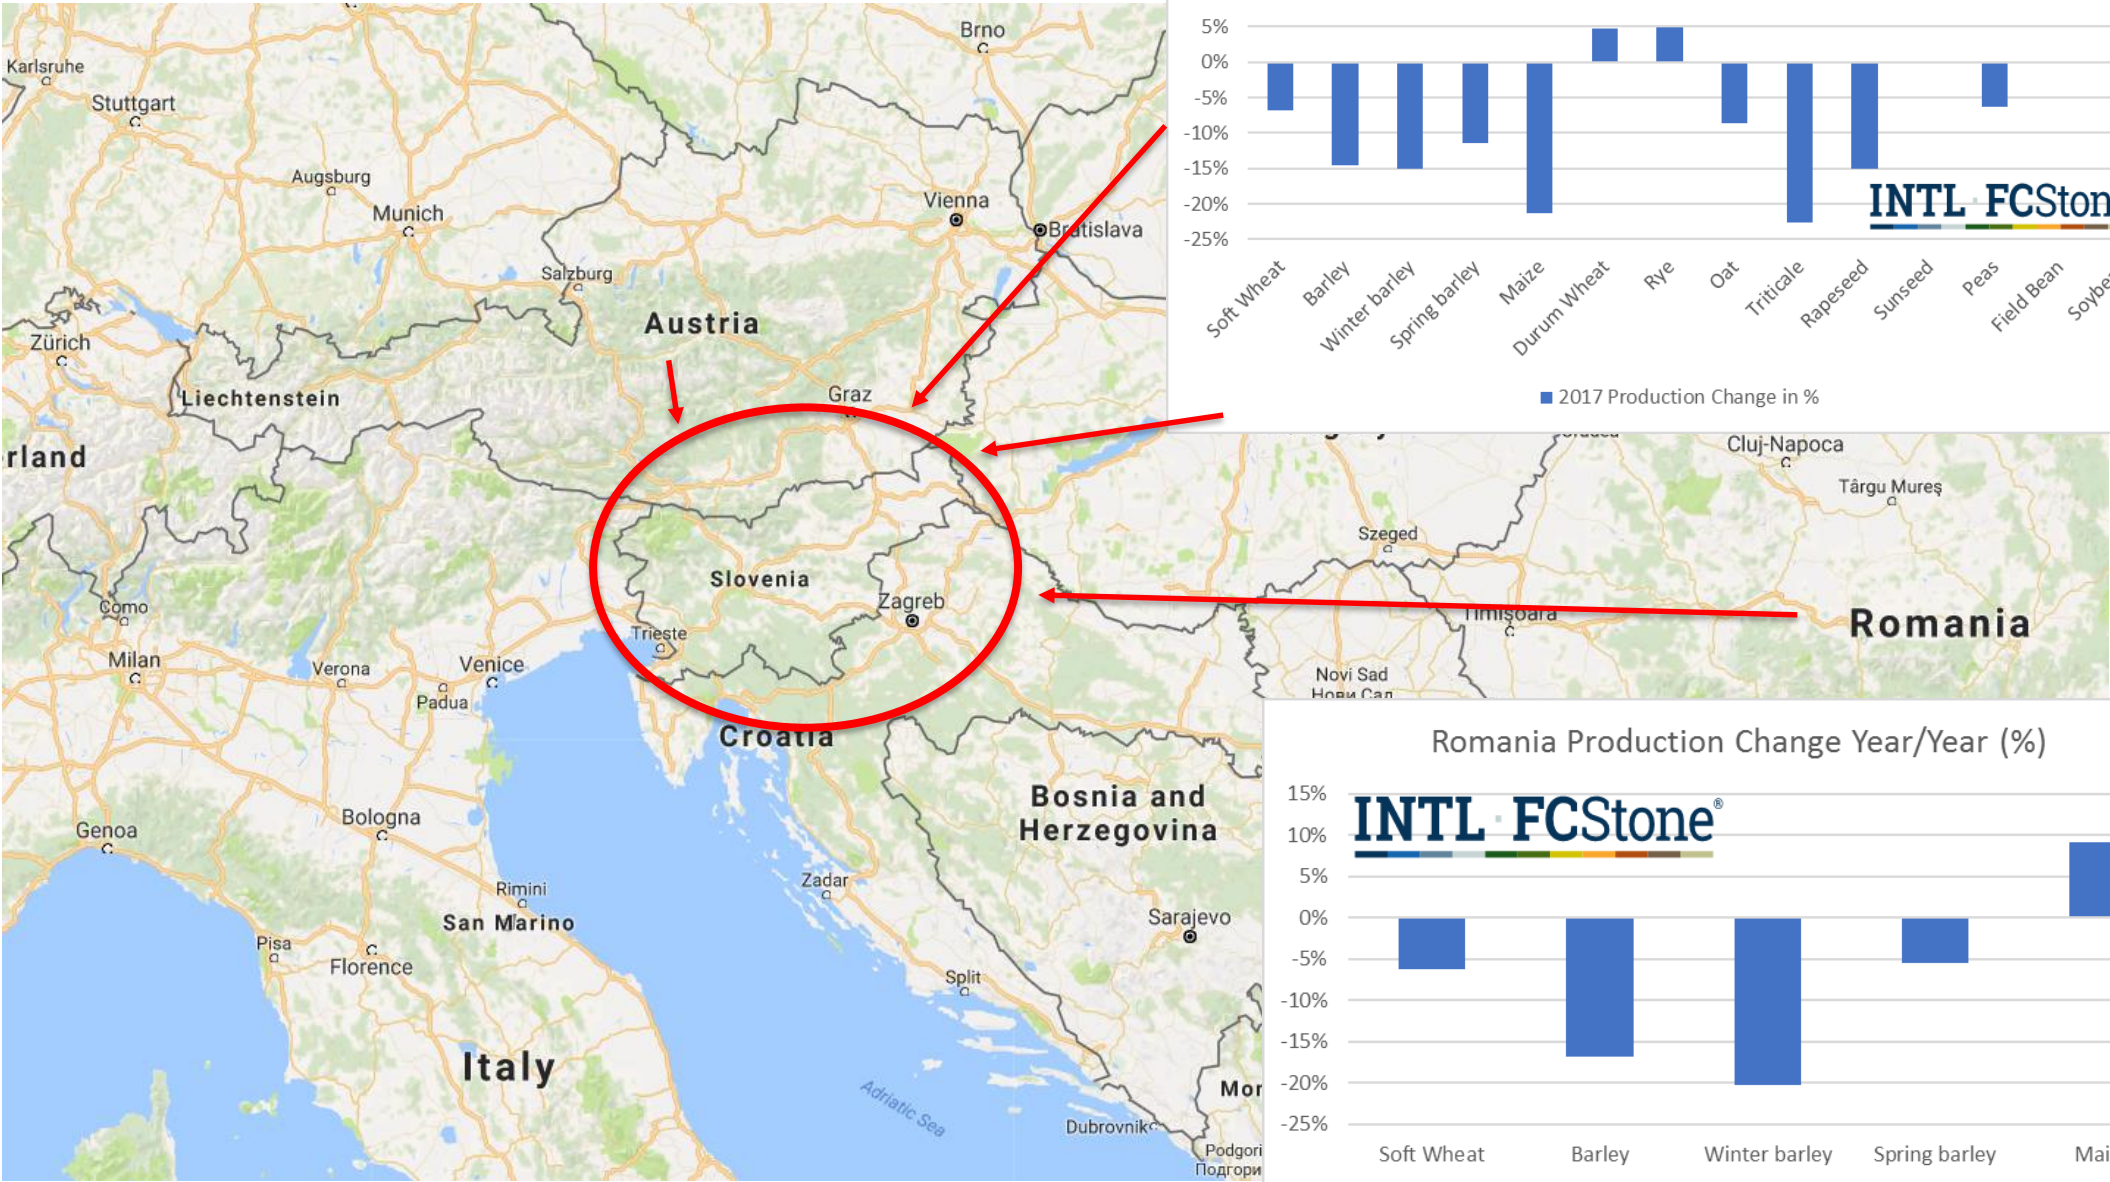 Brno
Karlsruhe
Stuttgart
Augsburg
Munich
Vienna
Bratislava
Salzburg
Austria
Zürich
Liechtenstein
Graz
rland
Slovenia
Zagreb
Como
Trieste
Milan
Verona
Venice
Padua
Croatia
Bologna
Genoa
Bosnia and
Herzegovina
Rimini
Zadar
San Marino
Sarajevo
Pisa
Florence
Split
Italy
Adriatic Sea
Mon
Dubrovnik
Podgori
Подгори
5%
0%
-5%
-10%
-15%
-20%
-25%
INTL FCSton
Soft Wheat
Barley
Winter barley
Spring barley
Maize
Durum Wheat
Rye
Oat
Triticale
Rapeseed
Sunseed
Peas
Field Bean
Soybea
2017 Production Change in %
Cluj-Napoca
Târgu Mureș
Szeged
Timișoara
Romania
Novi Sad
Нови Сад
Romania Production Change Year/Year (%)
INTL FCStone®
15%
10%
5%
0%
-5%
-10%
-15%
-20%
-25%
Soft Wheat
Barley
Winter barley
Spring barley
Mai